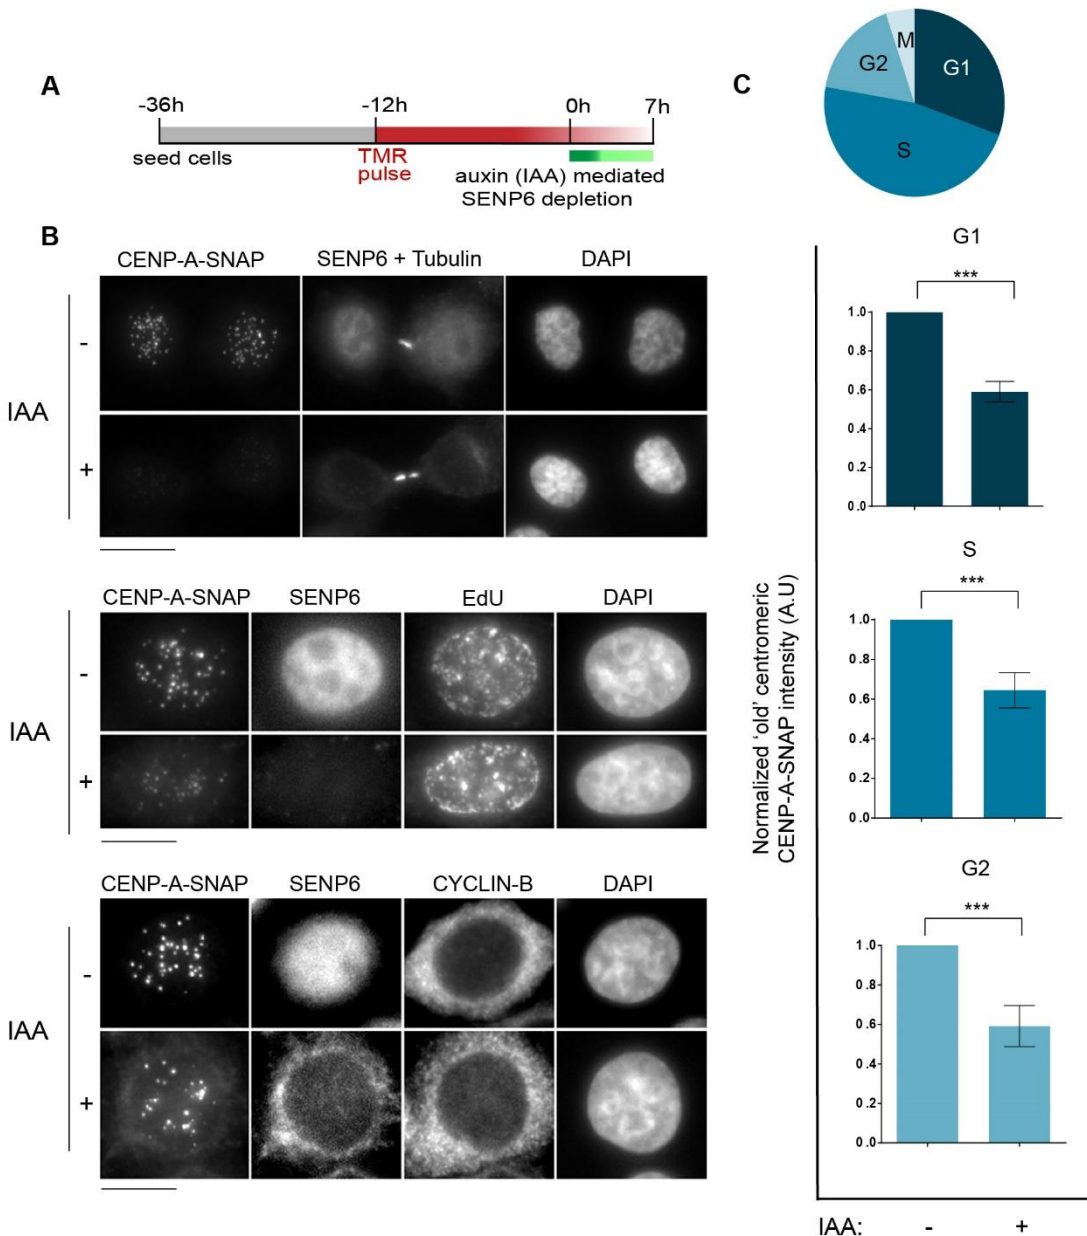 A
-36h -12h 0h 7h
seed cells
TMR
pulse
auxin (IAA) mediated
SENP6 depletion
B
CENP-A-SNAP SENP6 + Tubulin DAPI
-
IAA
+
CENP-A-SNAP SENP6 EdU DAPI
-
IAA
+
CENP-A-SNAP SENP6 CYCLIN-B DAPI
-
IAA
+
C
M
G2
G1
S
Normalized ‘old’ centromeric
CENP-A-SNAP intensity (A.U)
G1
***
1.0
0.8
0.6
0.4
0.2
0.0
S
***
1.0
0.8
0.6
0.4
0.2
0.0
G2
***
1.0
0.8
0.6
0.4
0.2
0.0
IAA: - +